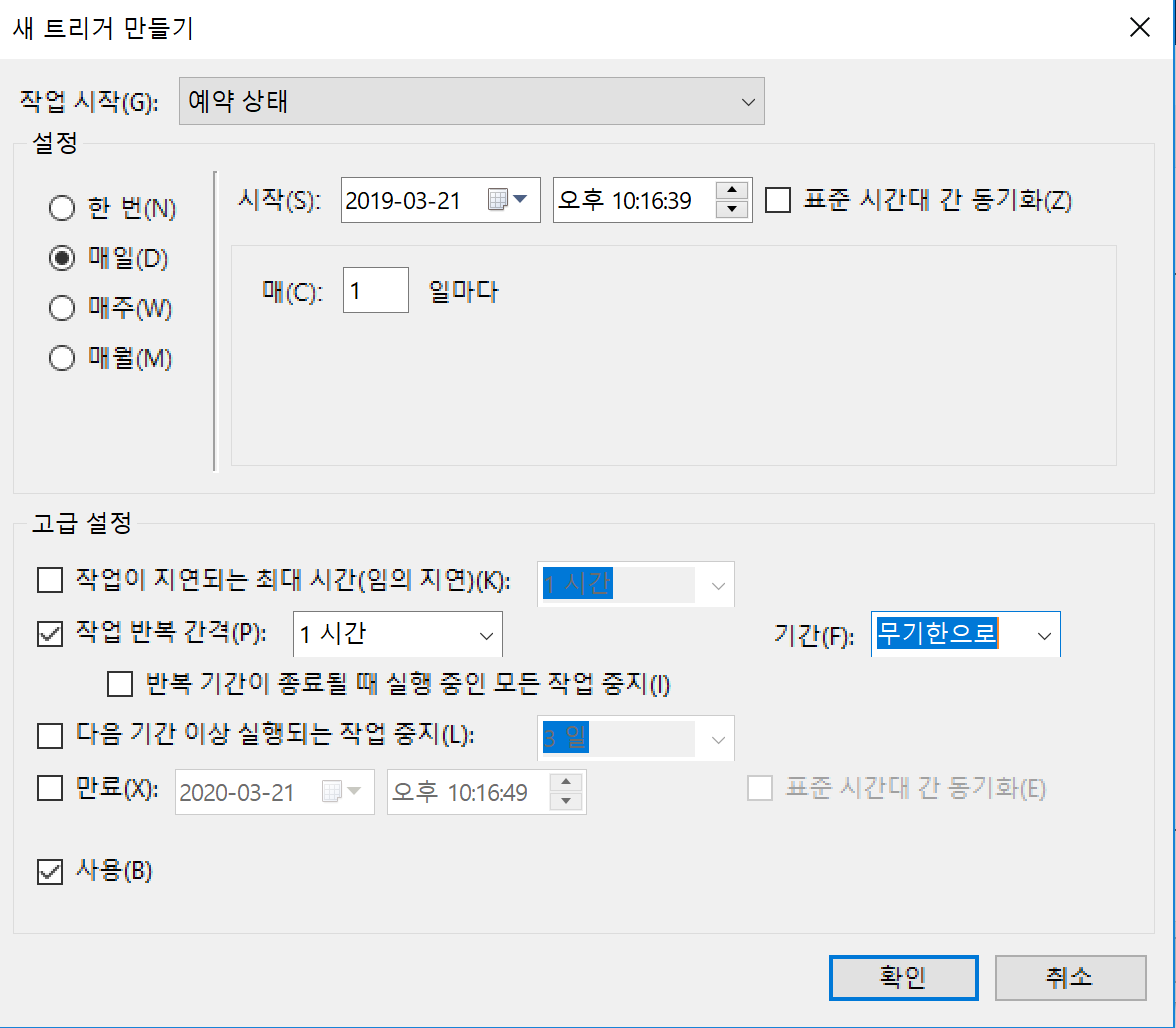 새 트리거 만들기
작업 시작(G): 예약 상태
설정
한 번(N)
매일(D)
매주(W)
매월(M)
시작(S): 2019-03-21 오후 10:16:39 표준 시간대 간 동기화(Z)
매(C): 1 일마다
고급 설정
작업이 지연되는 최대 시간(임의 지연)(K): 1 시간
작업 반복 간격(P): 1 시간 기간(F): 무기한으로
반복 기간이 종료될 때 실행 중인 모든 작업 중지(I)
다음 기간 이상 실행되는 작업 중지(L): 3 일
만료(X): 2020-03-21 오후 10:16:49 표준 시간대 간 동기화(E)
사용(B)
확인 취소